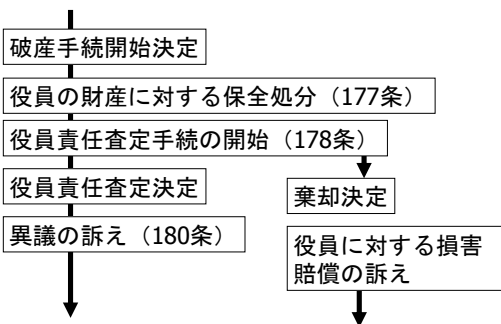 破産手続開始決定
役員の財産に対する保全処分（177条）
役員責任査定手続の開始（178条）
役員責任査定決定
棄却決定
異議の訴え（180条）
役員に対する損害
賠償の訴え